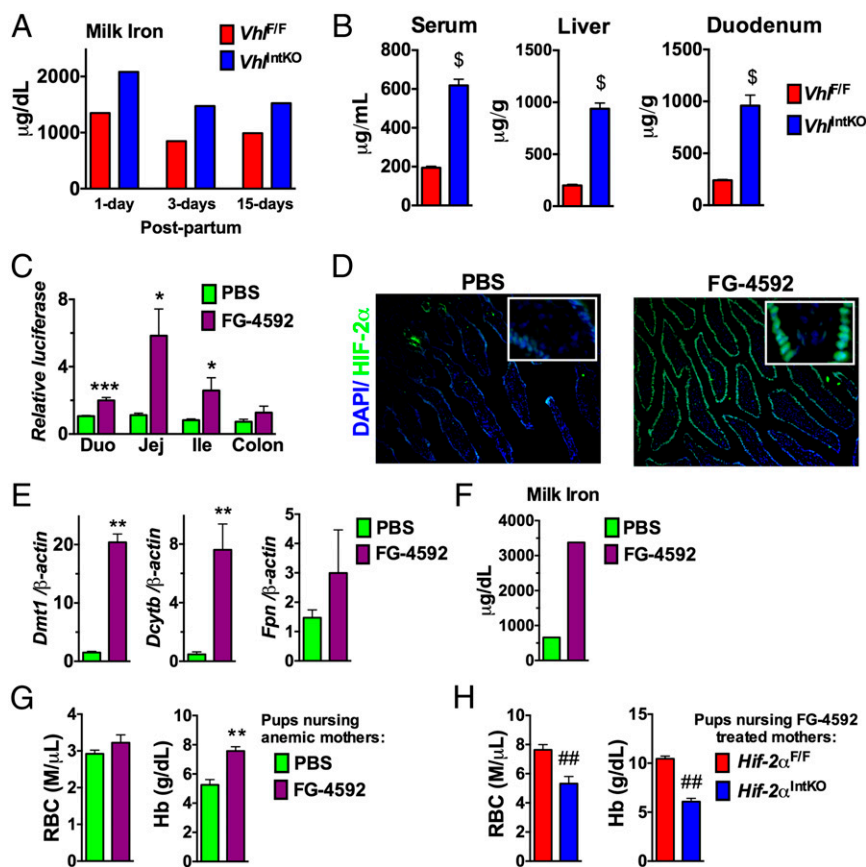 A
Milk Iron
Vhl^F/F
Vhl^IntKO
μg/dL
2000
1000
0
1-day 3-days 15-days
Post-partum
B
Serum
μg/mL
800
600
400
200
0
Liver
μg/g
1500
1000
500
0
Duodenum
μg/g
1500
1000
500
0
$
$
$
Vhl^F/F
Vhl^IntKO
C
Relative luciferase
8
6
4
2
0
PBS
FG-4592
***
*
*
Duo Jej Ile Colon
D
PBS
FG-4592
DAPI/HIF-2α
E
Dmt1/β-actin
20
10
0
**
Dcytb/β-actin
8
4
0
**
Fpn/β-actin
5
4
3
2
1
0
PBS
FG-4592
F
Milk Iron
μg/dL
4000
3000
2000
1000
0
PBS
FG-4592
G
RBC (M/μL)
4
3
2
1
0
Hb (g/dL)
10
8
6
4
2
0
**
Pups nursing
anemic mothers:
PBS
FG-4592
H
RBC (M/μL)
10
8
6
4
2
0
##
Hb (g/dL)
15
10
5
0
##
Pups nursing FG-4592
treated mothers:
Hif-2α^F/F
Hif-2α^IntKO